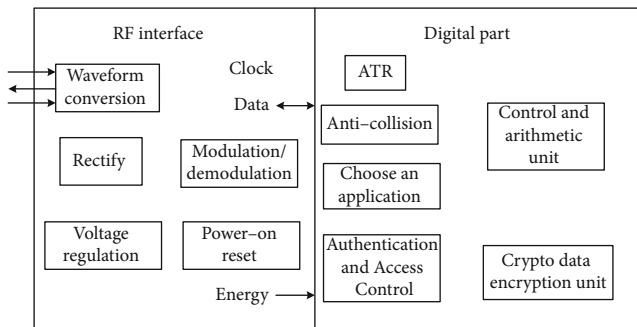 RF interface
Digital part
Waveform
conversion
Clock
ATR
Data
Anti–collision
Control and
arithmetic
unit
Rectify
Modulation/
demodulation
Choose an
application
Voltage
regulation
Power–on
reset
Authentication
and Access
Control
Crypto data
encryption unit
Energy